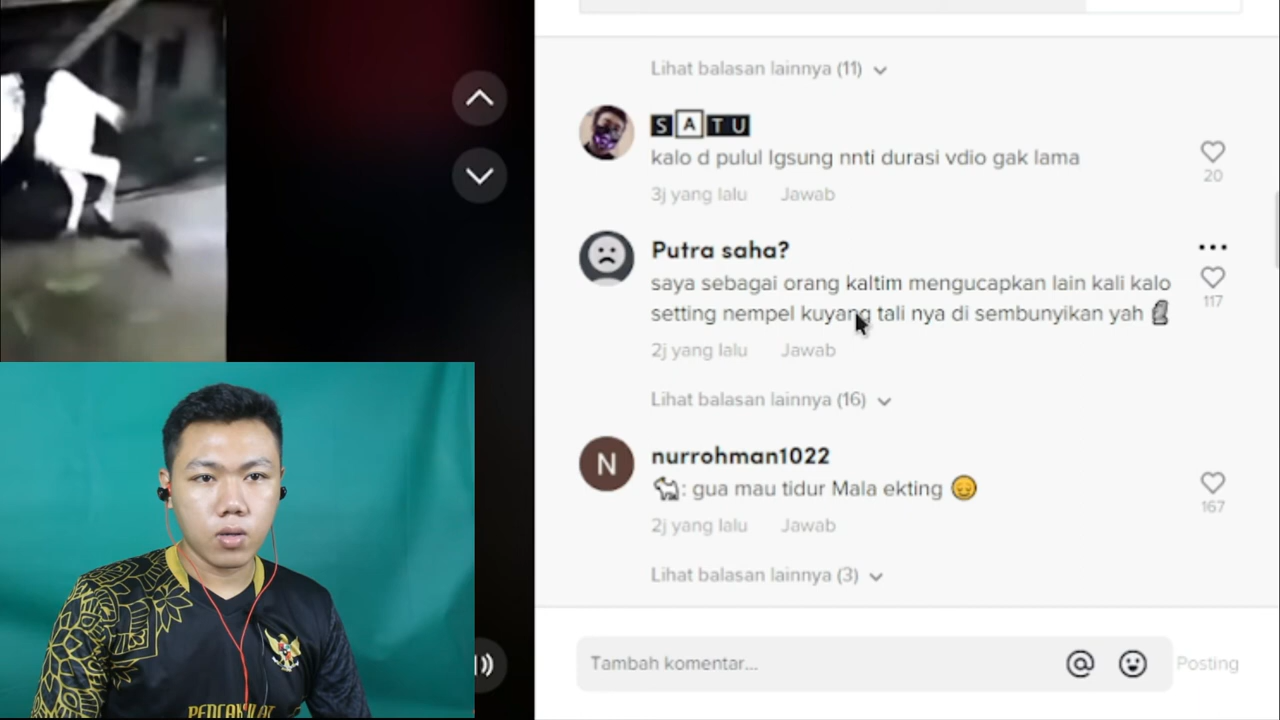 Lihat balasan lainnya (11)
SATU
kalo d pulul lgsung nnti durasi vdio gak lama
20
3j yang lalu Jawab
Putra saha?
saya sebagai orang kaltim mengucapkan lain kali kalo
117
setting nempel kuyang tali nya di sembunyikan yah 🗿
2j yang lalu Jawab
Lihat balasan lainnya (16)
N
nurrohman1022
🐈: gua mau tidur Mala ekting 😔
167
2j yang lalu Jawab
Lihat balasan lainnya (3)
Tambah komentar...
@
Posting